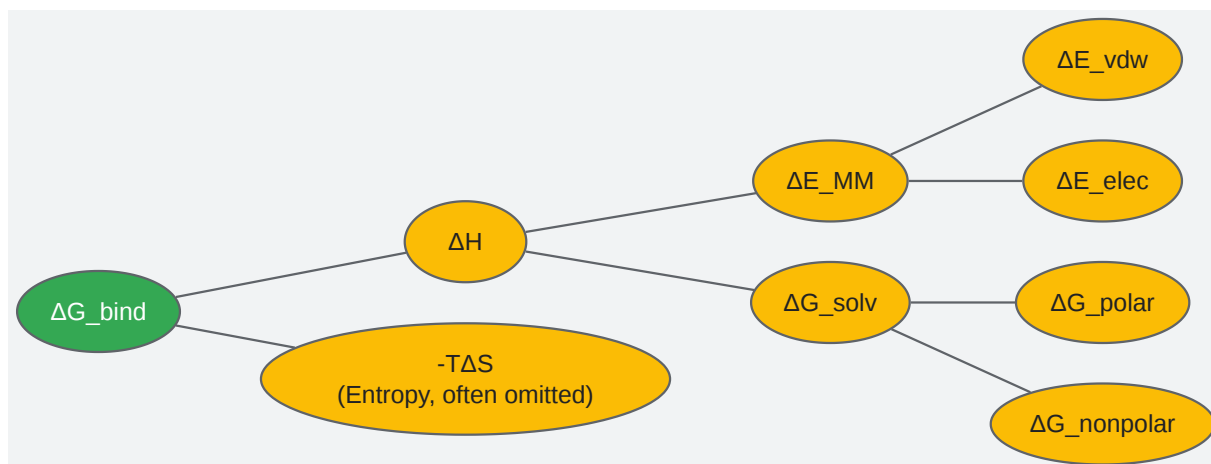 ΔE_vdw
ΔE_MM
ΔE_elec
ΔH
ΔG_bind
ΔG_solv
ΔG_polar
-TΔS
(Entropy, often omitted)
ΔG_nonpolar